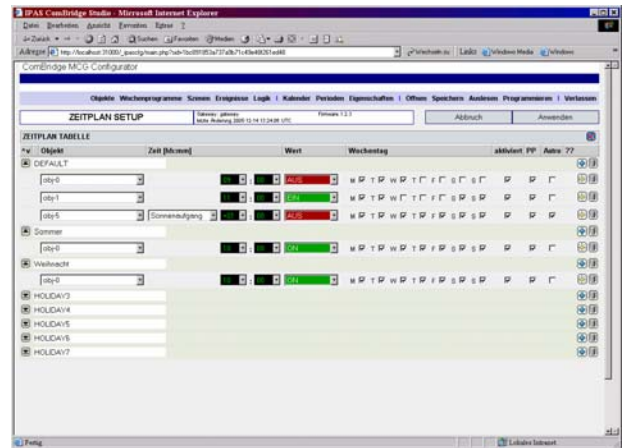 IPAS ComBridge Studio - Microsoft Internet Explorer
Datei Bearbeiten Ansicht Favoriten Extras ?
Zurück Suchen Favoriten Medien
Adresse Wechseln zu Links Windows Media Windows
ComBridge MCG Configurator
Objekte Wochenprogramme Szenen Ereignisse Logik | Kalender Perioden Eigenschaften | Öffnen Speichern Auslesen Programmieren | Verlassen
ZEITPLAN SETUP Gateway: gateway Firmware 1.2.3 Abbruch Anwenden
ZEITPLAN TABELLE
Objekt Zeit [hh:mm] Wert Wochentag aktiviert PP Astro ??
DEFAULT
obj-0 : AUS M T W T F S S
obj-1 : EIN M T W T F S S
obj-5 Sonnenaufgang : AUS M T W T F S S
Sommer
obj-0 : ON M T W T F S S
Weihnacht
obj-0 : ON M T W T F S S
HOLIDAY3
HOLIDAY4
HOLIDAY5
HOLIDAY6
HOLIDAY7
Fertig Lokales Intranet